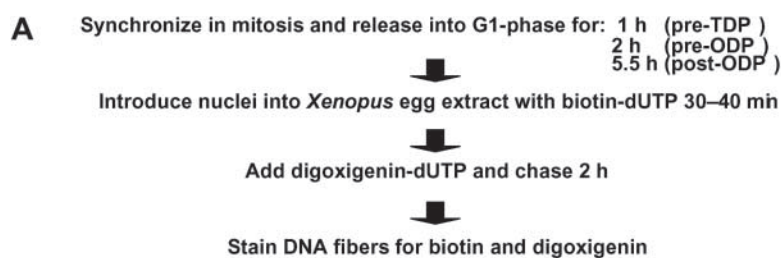 A
Synchronize in mitosis and release into G1-phase for: 1 h (pre-TDP )
2 h (pre-ODP )
5.5 h (post-ODP )
Introduce nuclei into Xenopus egg extract with biotin-dUTP 30–40 min
Add digoxigenin-dUTP and chase 2 h
Stain DNA fibers for biotin and digoxigenin